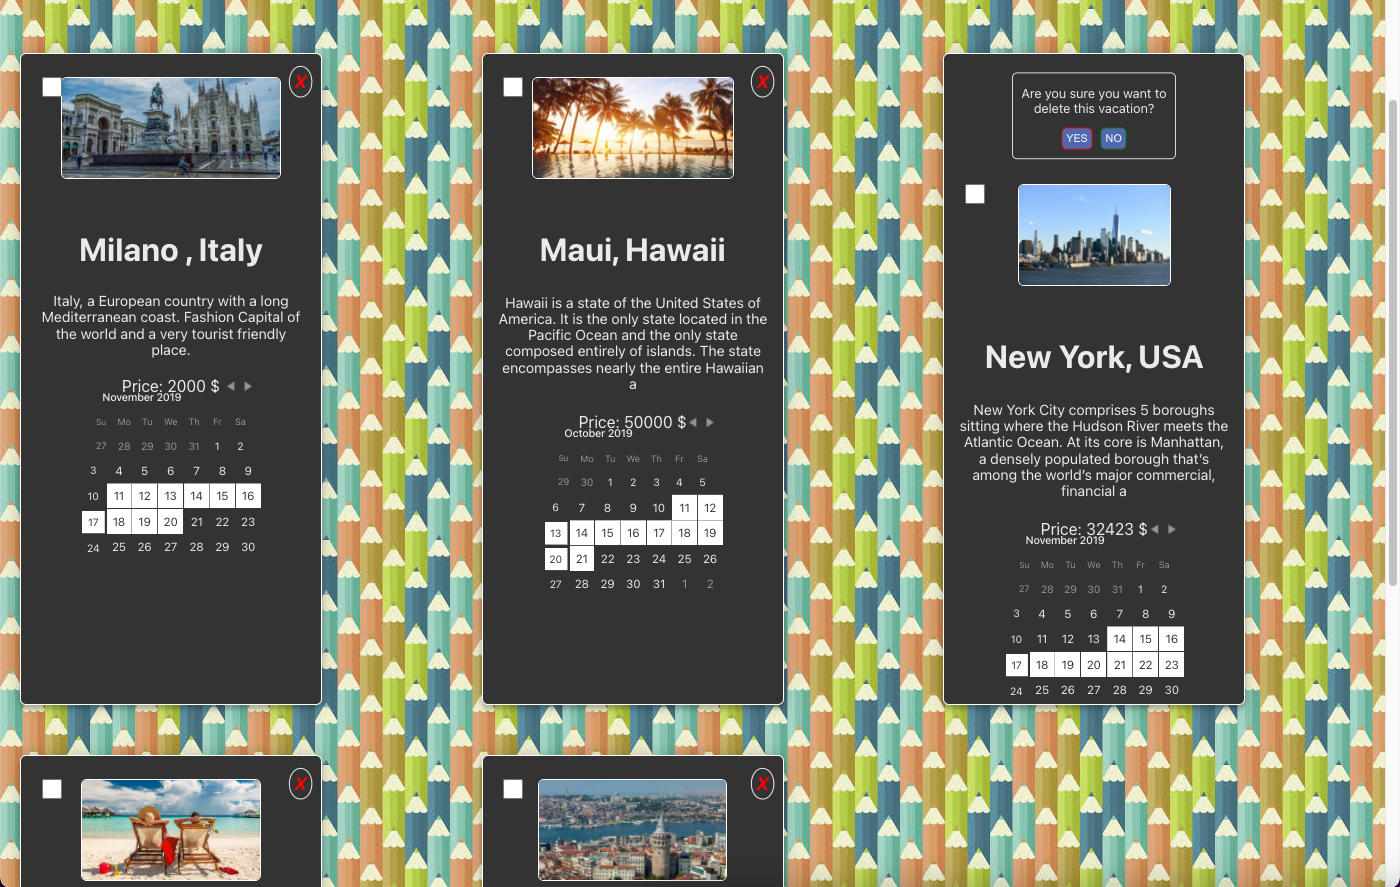 X
Milano , Italy
Italy, a European country with a long
Mediterranean coast. Fashion Capital of
the world and a very tourist friendly
place.
Price: 2000 $
November 2019
Su Mo Tu We Th Fr Sa
27 28 29 30 31 1 2
3 4 5 6 7 8 9
10 11 12 13 14 15 16
17 18 19 20 21 22 23
24 25 26 27 28 29 30
X
Maui, Hawaii
Hawaii is a state of the United States of
America. It is the only state located in the
Pacific Ocean and the only state
composed entirely of islands. The state
encompasses nearly the entire Hawaiian
a
Price: 50000 $
October 2019
Su Mo Tu We Th Fr Sa
29 30 1 2 3 4 5
6 7 8 9 10 11 12
13 14 15 16 17 18 19
20 21 22 23 24 25 26
27 28 29 30 31 1 2
Are you sure you want to
delete this vacation?
YES NO
New York, USA
New York City comprises 5 boroughs
sitting where the Hudson River meets the
Atlantic Ocean. At its core is Manhattan,
a densely populated borough that's
among the world's major commercial,
financial a
Price: 32423 $
November 2019
Su Mo Tu We Th Fr Sa
27 28 29 30 31 1 2
3 4 5 6 7 8 9
10 11 12 13 14 15 16
17 18 19 20 21 22 23
24 25 26 27 28 29 30
X
X